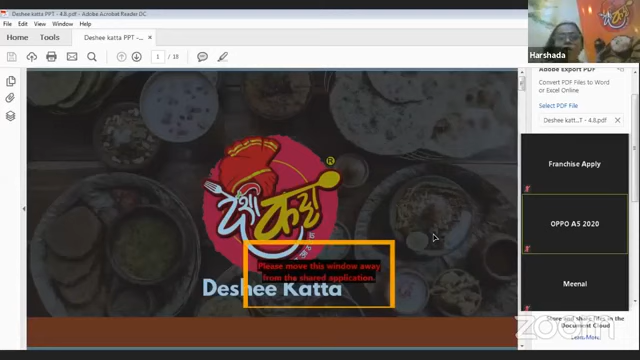 Deshee katta PPT - 4.8.pdf - Adobe Acrobat Reader DC
File Edit View Window Help
Home Tools Deshee katta PPT -... ×
1 / 18
Harshada
Adobe Export PDF
Convert PDF Files to Word or Excel Online
Select PDF File
Deshee katt...T - 4.8.pdf ×
®
देशी कट्टा
Please move this window away
from the shared application.
Deshee Katta
Franchise Apply
OPPO A5 2020
Meenal
Store and share files in the
Document Cloud
Learn More
zoom